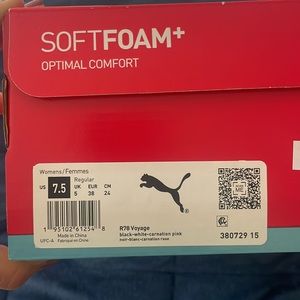 SOFTFOAM+
OPTIMAL COMFORT
Womens/Femmes
Regular
US 7.5 UK 5 EUR 38 CM 24
1 95102 61254 8
Made in China
UPC-A Fabriqué en Chine
R78 Voyage
black-white-carnation pink
noir-blanc-carnation rose
380729 15